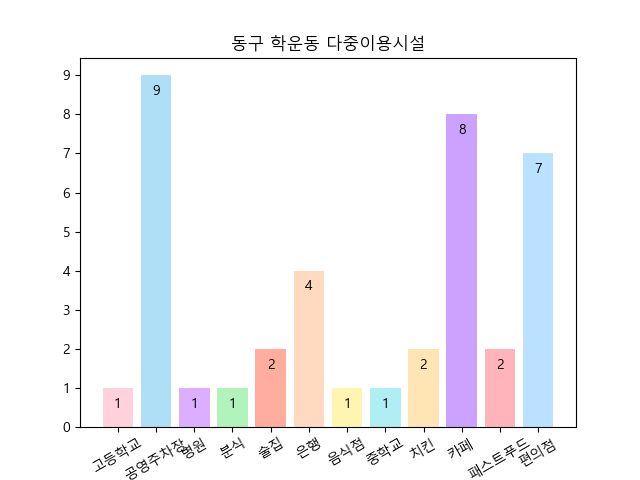 동구 학운동 다중이용시설
9
8
7
6
5
4
3
2
1
0
1
9
1
1
2
4
1
1
2
8
2
7
고등학교
공영주차장
병원
분식
술집
은행
음식점
중학교
치킨
카페
패스트푸드
편의점